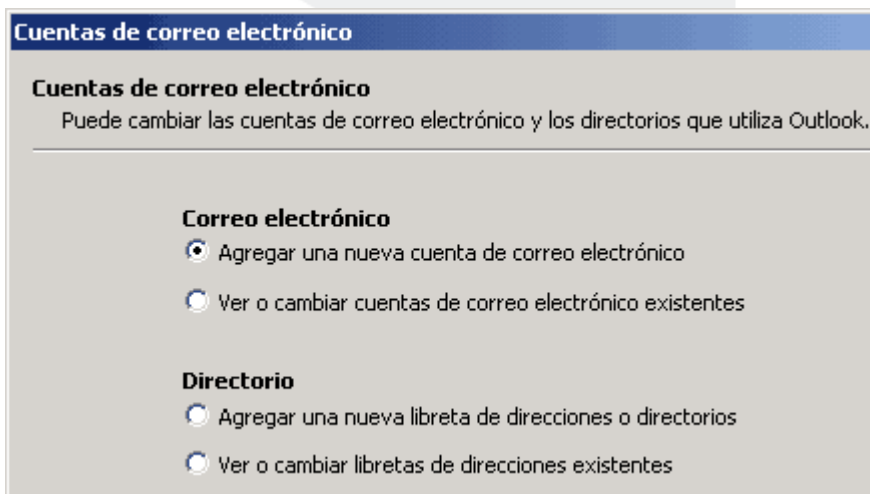 Cuentas de correo electrónico
Cuentas de correo electrónico
Puede cambiar las cuentas de correo electrónico y los directorios que utiliza Outlook.
Correo electrónico
Agregar una nueva cuenta de correo electrónico
Ver o cambiar cuentas de correo electrónico existentes
Directorio
Agregar una nueva libreta de direcciones o directorios
Ver o cambiar libretas de direcciones existentes